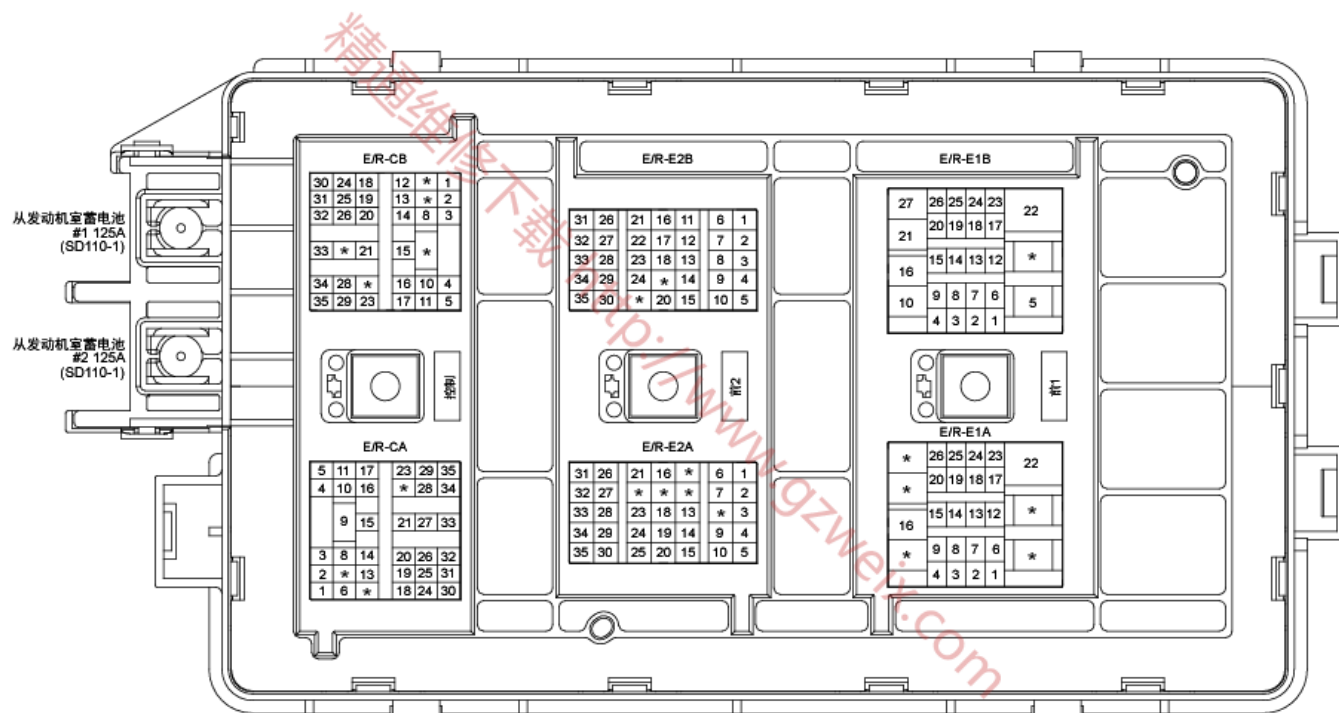 E/R-CB
E/R-E2B
E/R-E1B
从发动机室蓄电池
#1 125A
(SD110-1)
从发动机室蓄电池
#2 125A
(SD110-1)
30 24 18 12 * 1
31 25 19 13 * 2
32 26 20 14 8 3
33 * 21 15 *
34 28 * 16 10 4
35 29 23 17 11 5
31 26 21 16 11 6 1
32 27 22 17 12 7 2
33 28 23 18 13 8 3
34 29 24 * 14 9 4
35 30 * 20 15 10 5
27 26 25 24 23 22
21 20 19 18 17 *
16 15 14 13 12
10 9 8 7 6 5
4 3 2 1
控制
前2
前1
E/R-CA
E/R-E2A
E/R-E1A
5 11 17 23 29 35
4 10 16 * 28 34
9 15 21 27 33
3 8 14 20 26 32
2 * 13 19 25 31
1 6 * 18 24 30
31 26 21 16 * 6 1
32 27 * * * 7 2
33 28 23 18 13 * 3
34 29 24 19 14 9 4
35 30 25 20 15 10 5
* 26 25 24 23 22
* 20 19 18 17 *
16 15 14 13 12
* 9 8 7 6 *
4 3 2 1
精通维修下载 http://www.gzweix.com